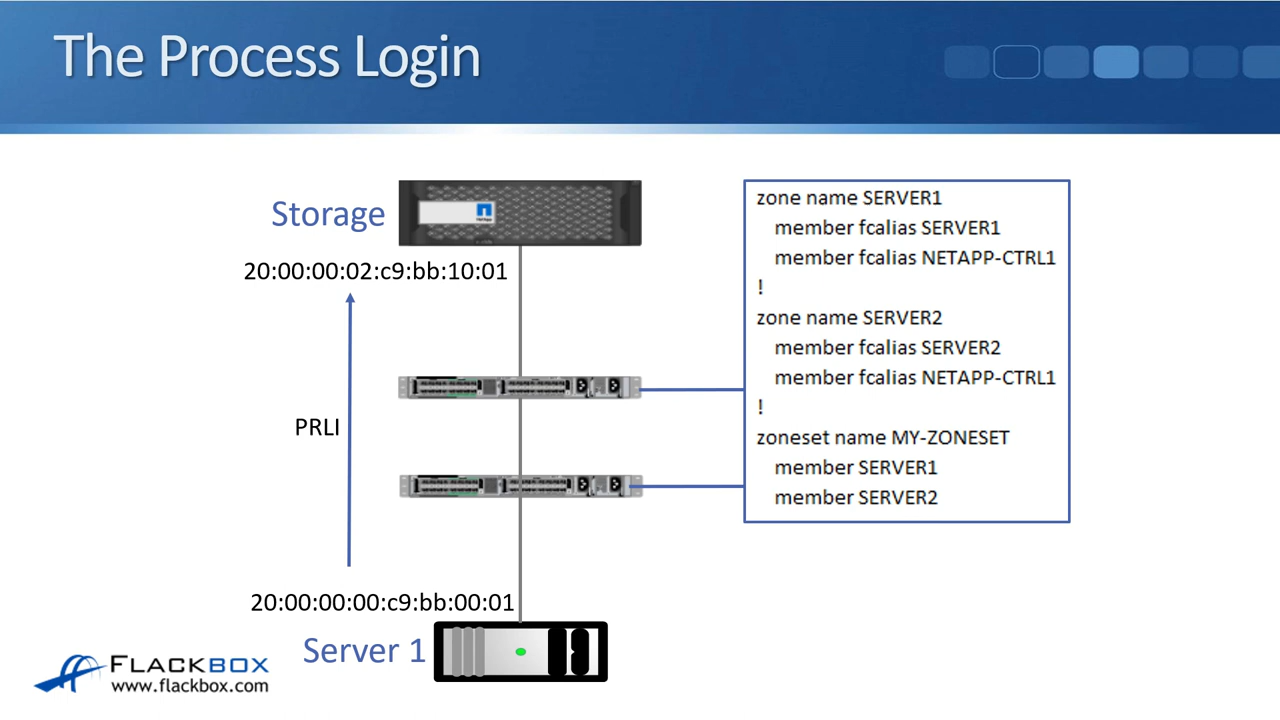 The Process Login
Storage
20:00:00:02:c9:bb:10:01
PRLI
20:00:00:00:c9:bb:00:01
Server 1
zone name SERVER1
member fcalias SERVER1
member fcalias NETAPP-CTRL1
!
zone name SERVER2
member fcalias SERVER2
member fcalias NETAPP-CTRL1
!
zoneset name MY-ZONESET
member SERVER1
member SERVER2
FLACKBOX
www.flackbox.com